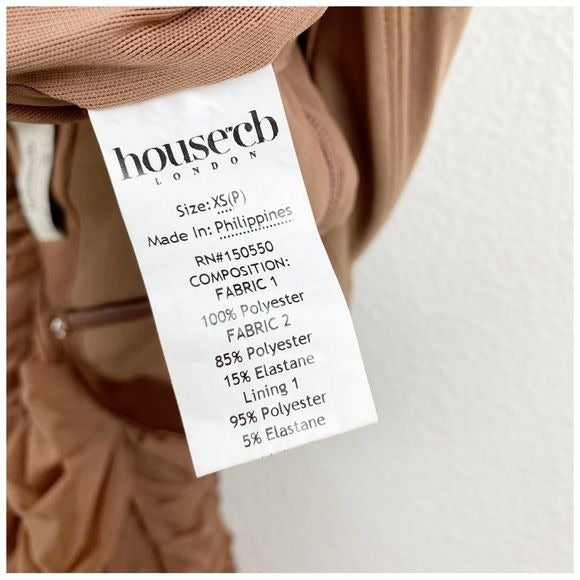 house of cb
LONDON
Size: XS(P)
Made In: Philippines
RN#150550
COMPOSITION:
FABRIC 1
100% Polyester
FABRIC 2
85% Polyester
15% Elastane
Lining 1
95% Polyester
5% Elastane